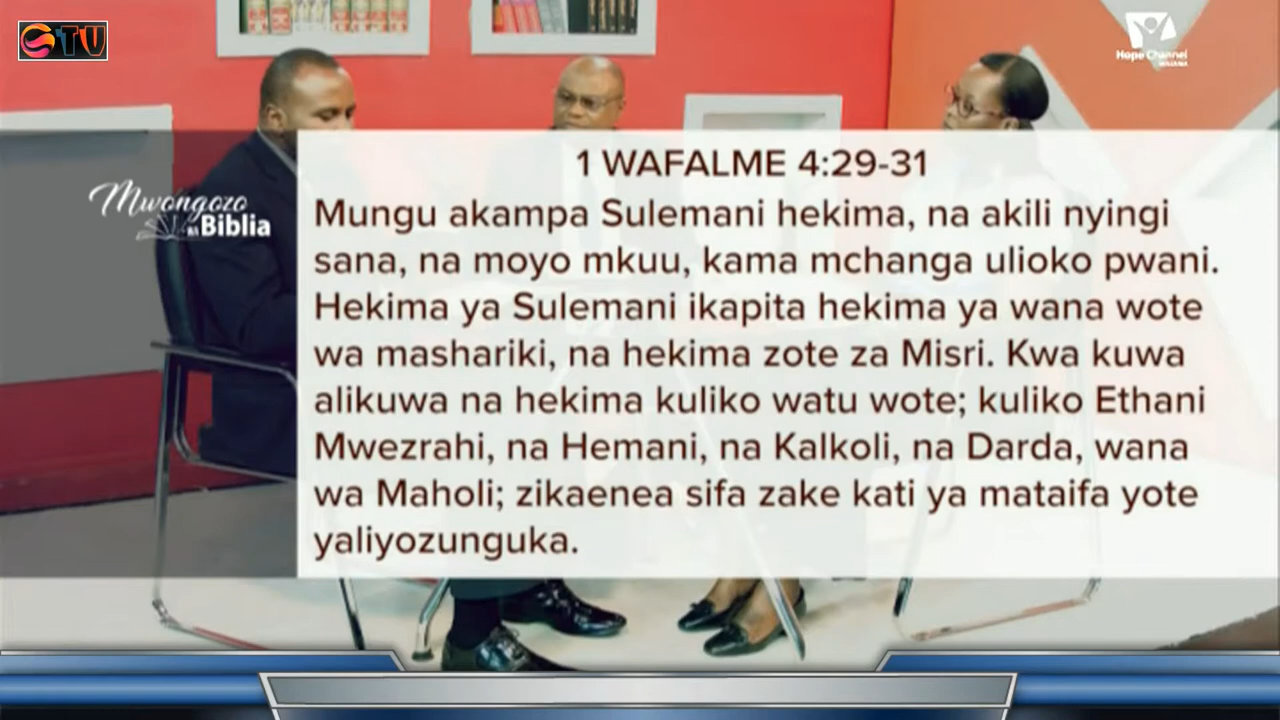 GTV
Hope Channel
Mwongozo
wa Biblia
1 WAFALME 4:29-31
Mungu akampa Sulemani hekima, na akili nyingi
sana, na moyo mkuu, kama mchanga ulioko pwani.
Hekima ya Sulemani ikapita hekima ya wana wote
wa mashariki, na hekima zote za Misri. Kwa kuwa
alikuwa na hekima kuliko watu wote; kuliko Ethani
Mwezrahi, na Hemani, na Kalkoli, na Darda, wana
wa Maholi; zikaenea sifa zake kati ya mataifa yote
yaliyozunguka.